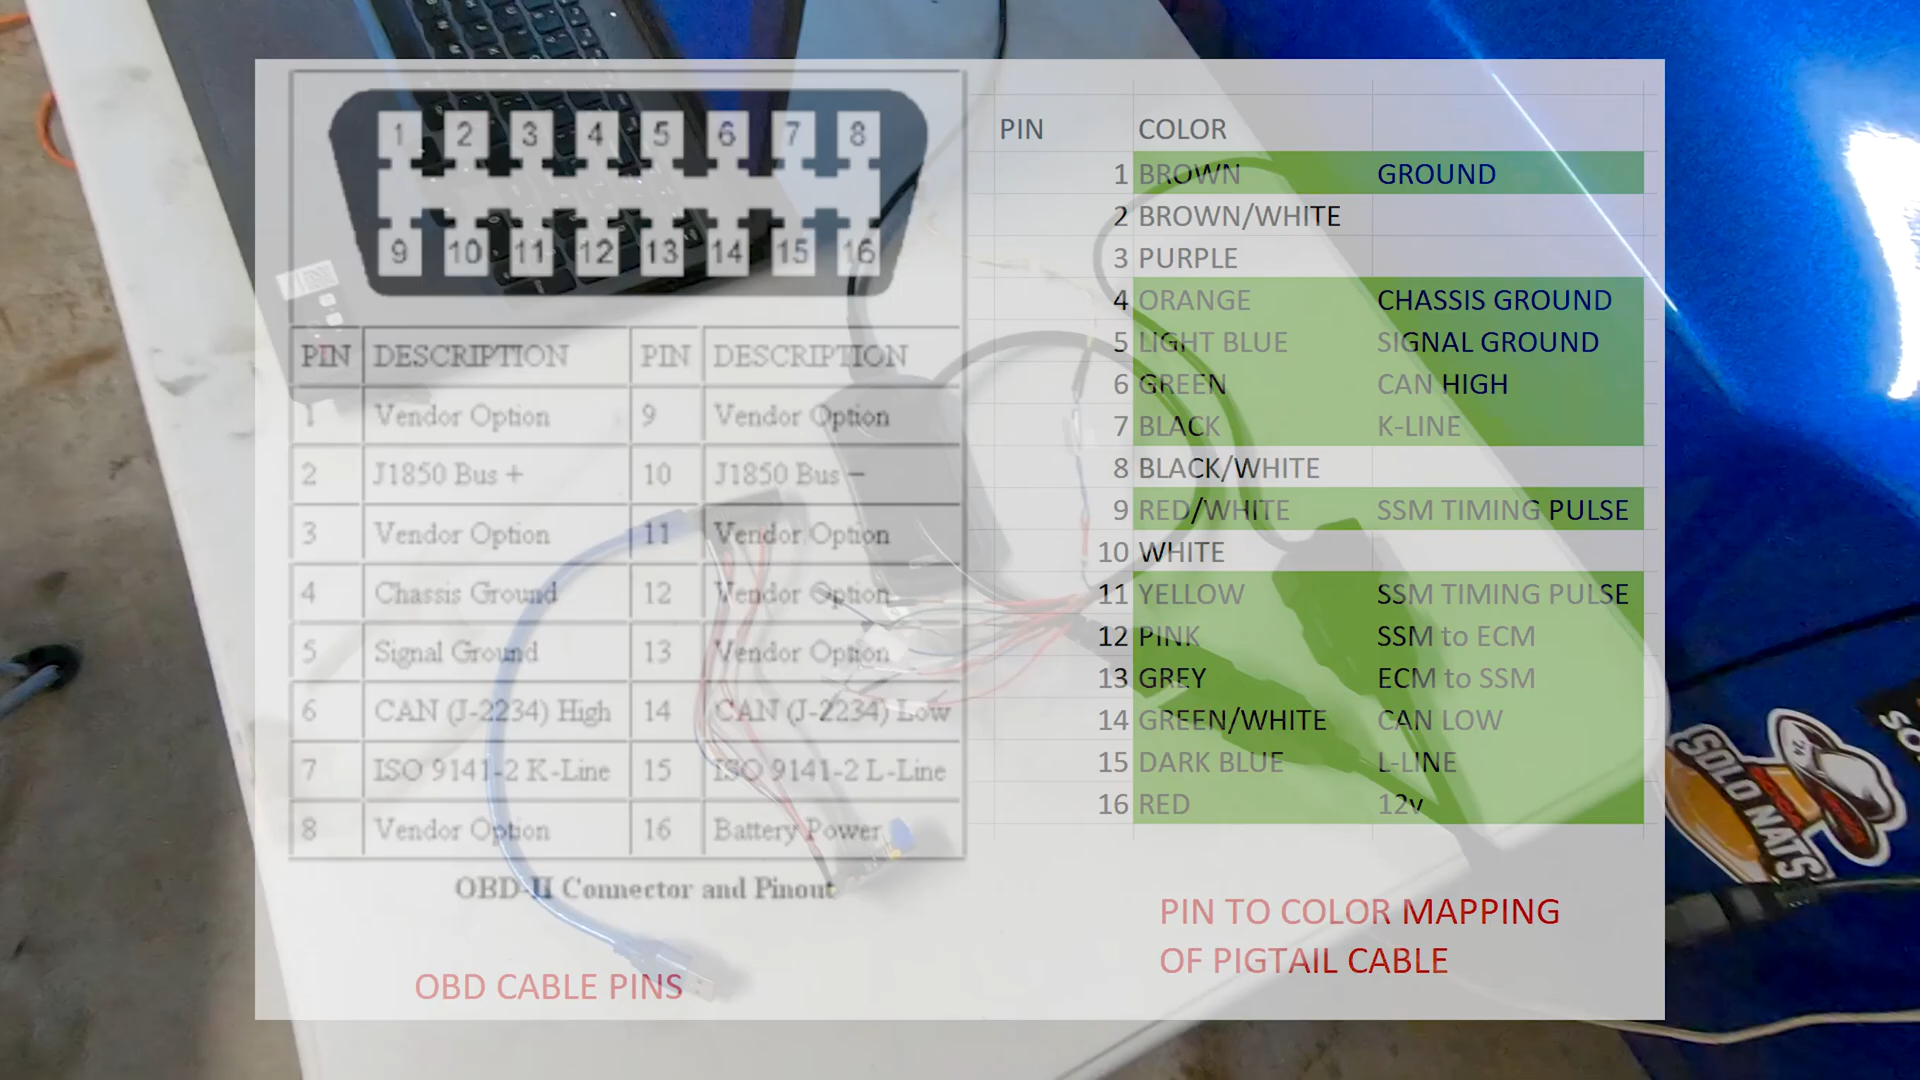 1 2 3 4 5 6 7 8
9 10 11 12 13 14 15 16
PIN DESCRIPTION PIN DESCRIPTION
1 Vendor Option 9 Vendor Option
2 J1850 Bus + 10 J1850 Bus −
3 Vendor Option 11 Vendor Option
4 Chassis Ground 12 Vendor Option
5 Signal Ground 13 Vendor Option
6 CAN (J-2234) High 14 CAN (J-2234) Low
7 ISO 9141-2 K-Line 15 ISO 9141-2 L-Line
8 Vendor Option 16 Battery Power
OBD-II Connector and Pinout
OBD CABLE PINS
PIN COLOR
1 BROWN GROUND
2 BROWN/WHITE
3 PURPLE
4 ORANGE CHASSIS GROUND
5 LIGHT BLUE SIGNAL GROUND
6 GREEN CAN HIGH
7 BLACK K-LINE
8 BLACK/WHITE
9 RED/WHITE SSM TIMING PULSE
10 WHITE
11 YELLOW SSM TIMING PULSE
12 PINK SSM to ECM
13 GREY ECM to SSM
14 GREEN/WHITE CAN LOW
15 DARK BLUE L-LINE
16 RED 12v
PIN TO COLOR MAPPING
OF PIGTAIL CABLE
'24
SOLO NATS